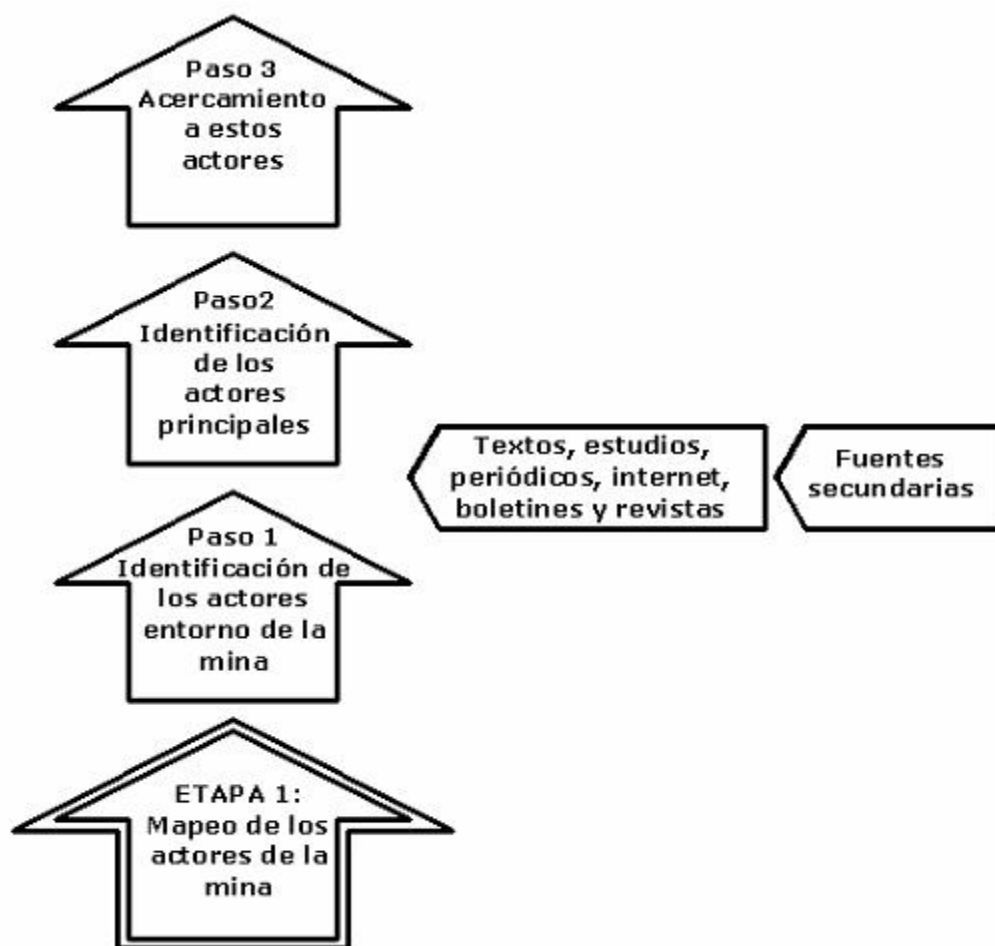 Paso 3
Acercamiento
a estos
actores
Paso2
Identificación
de los
actores
principales
Textos, estudios,
periódicos, internet,
boletines y revistas
Fuentes
secundarias
Paso 1
Identificación de
los actores
entorno de la
mina
ETAPA 1:
Mapeo de los
actores de la
mina